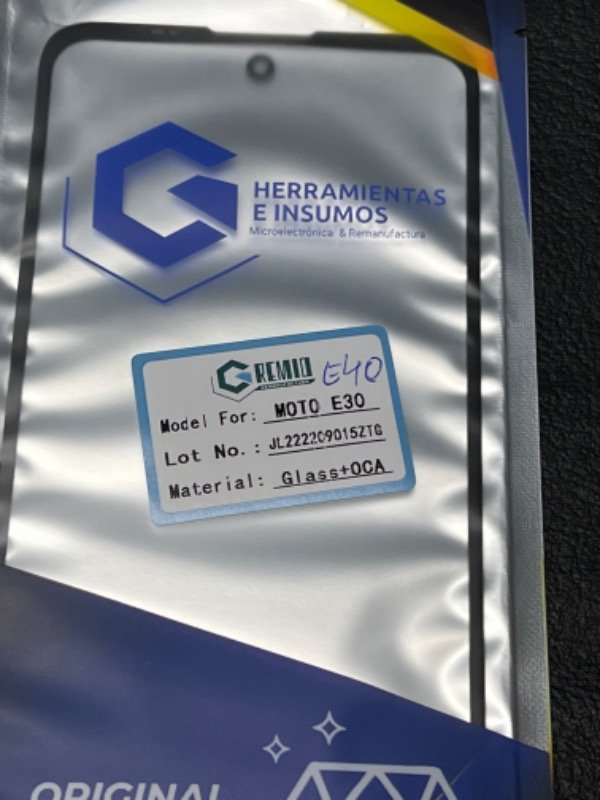 HERRAMIENTAS
E INSUMOS
Microelectrónica & Remanufactura
GREMIO E40
Model For: MOTO E30
Lot No.: JL222209015ZTG
Material: Glass+OCA
ORIGINAL